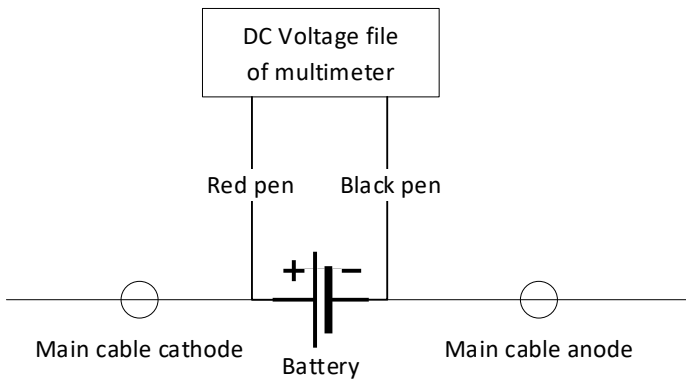 DC Voltage file
of multimeter
Red pen
Black pen
+
−
Main cable cathode
Main cable anode
Battery